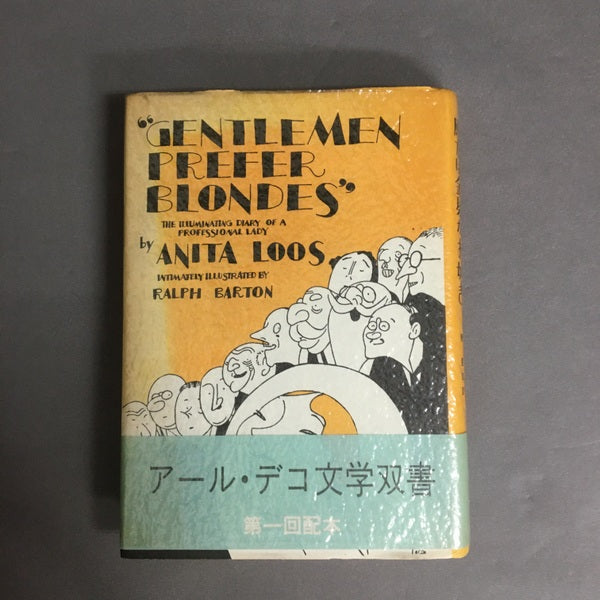 "GENTLEMEN
PREFER
BLONDES"
THE ILLUMINATING DIARY OF A
PROFESSIONAL LADY
by ANITA LOOS
INTIMATELY ILLUSTRATED BY
RALPH BARTON
アール・デコ文学双書
第一回配本